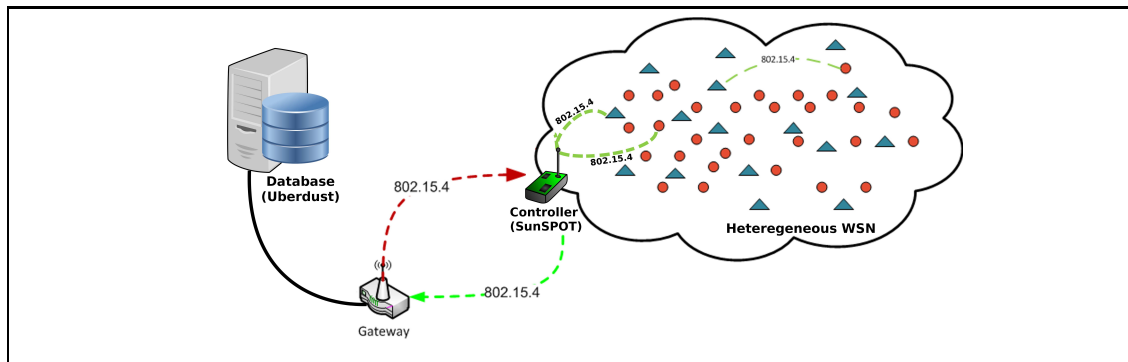 802.15.4
802.15.4
802.15.4
Database
(Uberdust)
802.15.4
Controller
(SunSPOT)
Heteregeneous WSN
802.15.4
Gateway